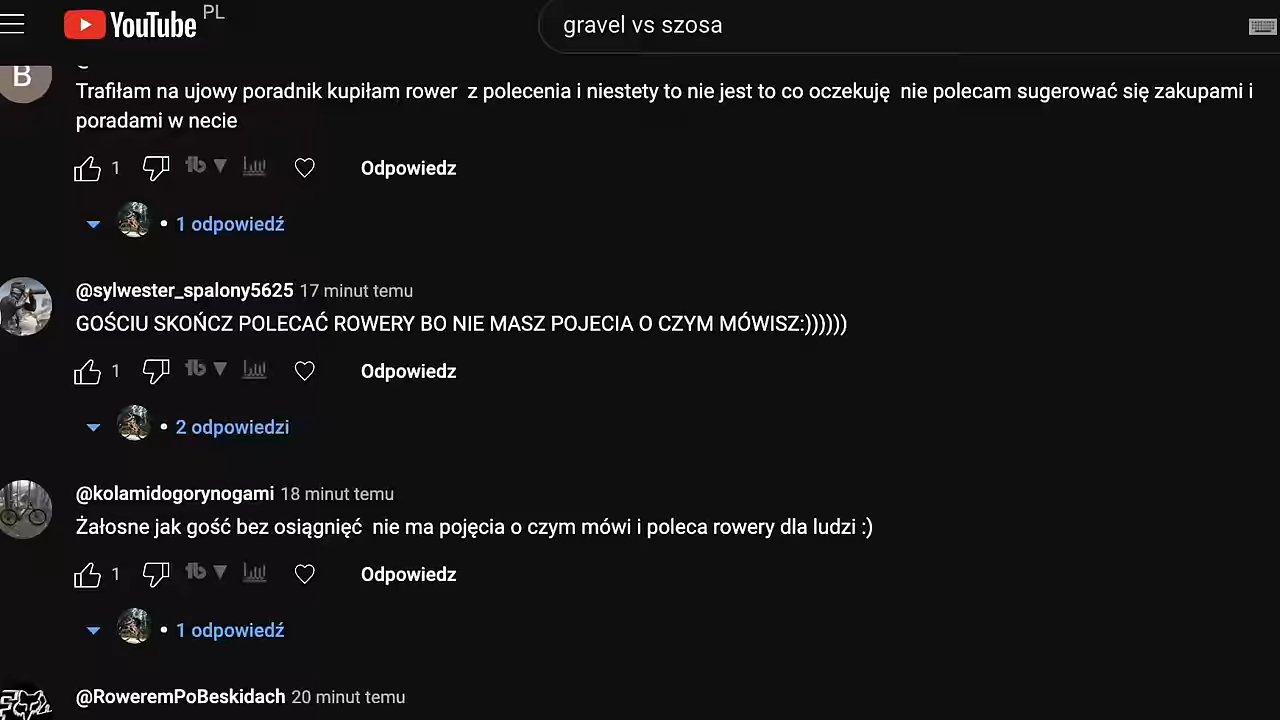 YouTube PL
gravel vs szosa
B
Trafiłam na ujowy poradnik kupiłam rower  z polecenia i niestety to nie jest to co oczekuję  nie polecam sugerować się zakupami i
poradami w necie
1
tb
Odpowiedz
• 1 odpowiedź
@sylwester_spalony5625 17 minut temu
GOŚCIU SKOŃCZ POLECAĆ ROWERY BO NIE MASZ POJECIA O CZYM MÓWISZ:))))))
1
tb
Odpowiedz
• 2 odpowiedzi
@kolamidogorynogami 18 minut temu
Żałosne jak gość bez osiągnięć  nie ma pojęcia o czym mówi i poleca rowery dla ludzi :)
1
tb
Odpowiedz
• 1 odpowiedź
@RoweremPoBeskidach 20 minut temu